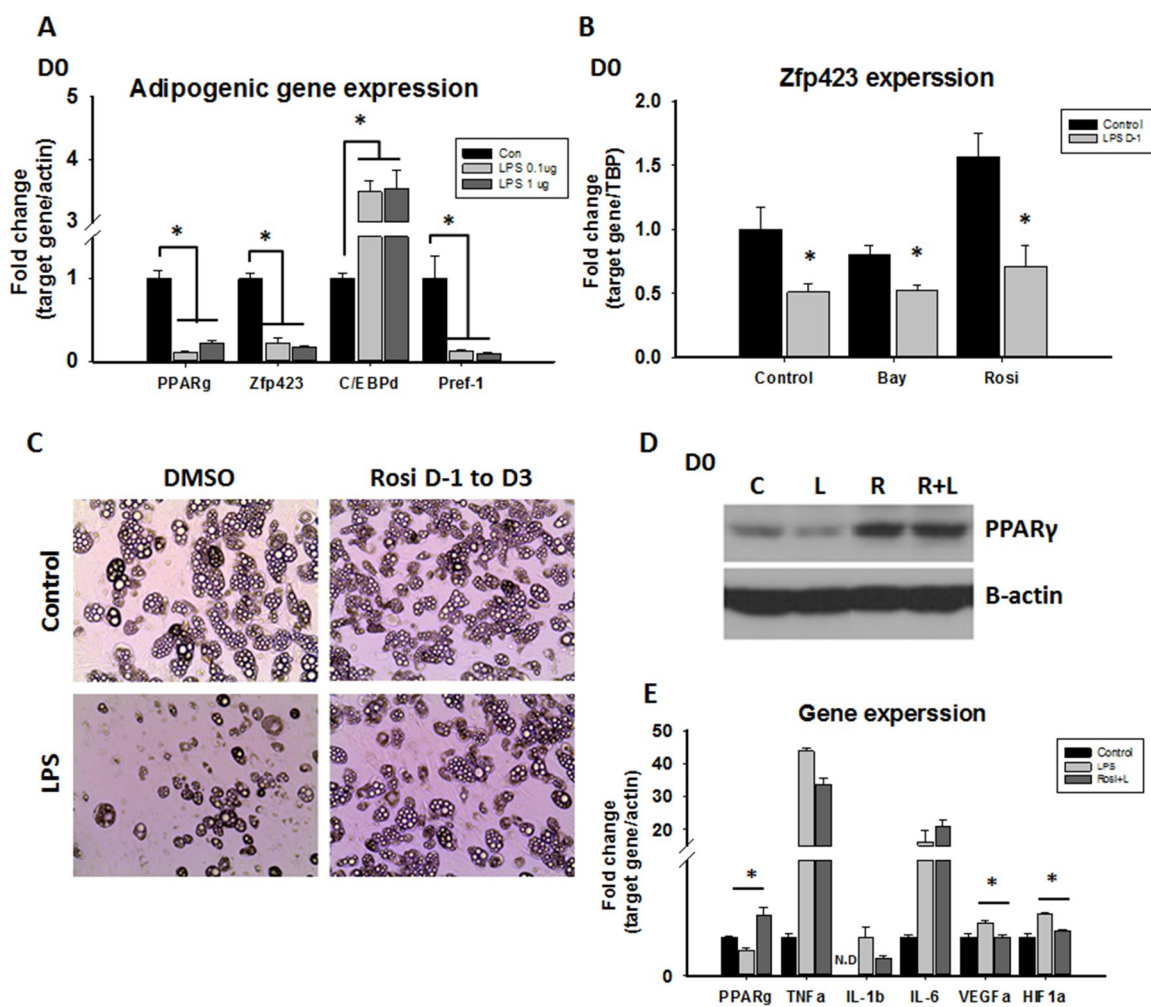 A
D0
Adipogenic gene expression
5
4
3
1
0
Fold change
(target gene/actin)
*
*
*
*
Con
LPS 0.1ug
LPS 1 ug
PPARg Zfp423 C/EBPd Pref-1
B
D0
Zfp423 experssion
2.0
1.5
1.0
0.5
0.0
Fold change
(target gene/TBP)
Control
LPS D-1
*
*
*
Control Bay Rosi
C
DMSO Rosi D-1 to D3
Control
LPS
D
D0
C L R R+L
PPARγ
B-actin
E
Gene experssion
50
40
30
20
0
Fold change
(target gene/actin)
Control
LPS
Rosi+L
*
N.D
*
*
PPARg TNFa IL-1b IL-6 VEGFa HIF1a